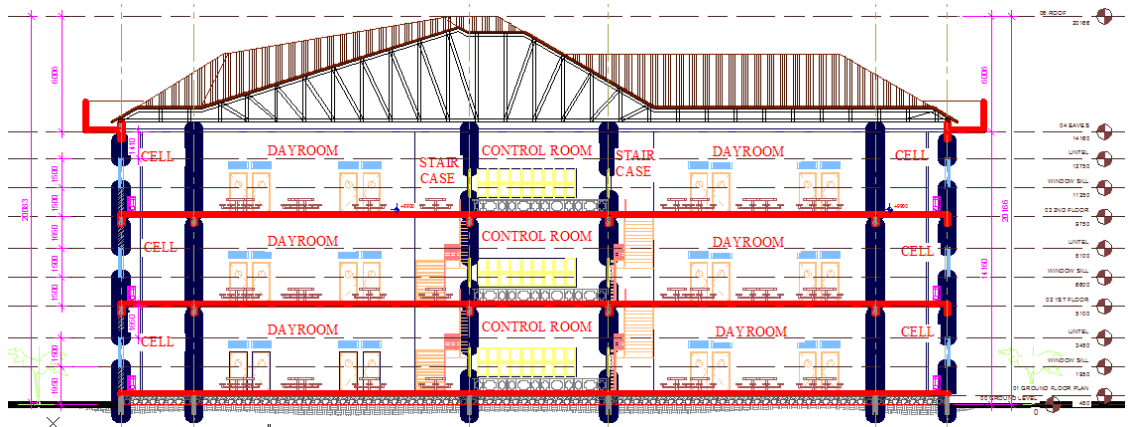 06 ROOF
20166
6006
6006
04 EAVES
14160
1410
CELL
DAYROOM
STAIR
CASE
CONTROL ROOM
STAIR
CASE
DAYROOM
CELL
LINTEL
12750
1500
WINDOW SILL
11250
1500
+9900
+9900
20166
03 2ND FLOOR
9750
1650
CELL
DAYROOM
CONTROL ROOM
DAYROOM
CELL
LINTEL
8100
1500
14160
WINDOW SILL
6600
1500
02 1ST FLOOR
5100
1650
CELL
DAYROOM
CONTROL ROOM
DAYROOM
CELL
LINTEL
3450
1500
WINDOW SILL
1950
01 GROUND FLOOR PLAN
450
00 GROUND LEVEL
0